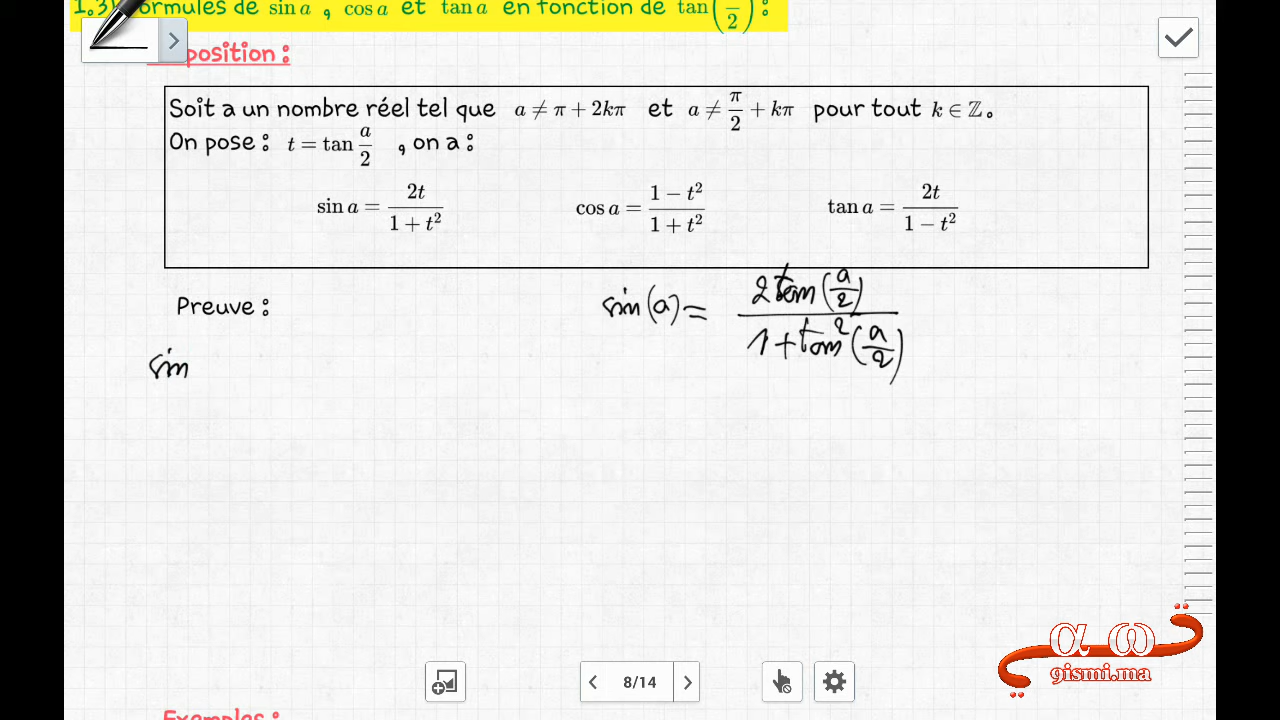 1.3) Formules de sin a , cos a et tan a en fonction de tan( /2) :
position :
Soit a un nombre réel tel que a ≠ π + 2kπ et a ≠ π/2 + kπ pour tout k ∈ ℤ.
On pose : t = tan a/2 , on a :
sin a = 2t/(1 + t²) cos a = (1 − t²)/(1 + t²) tan a = 2t/(1 − t²)
Preuve : sin(a) = 2tan(a/2)/(1 + tan²(a/2))
sin
α ω
gismi.ma
8/14
Exemples :